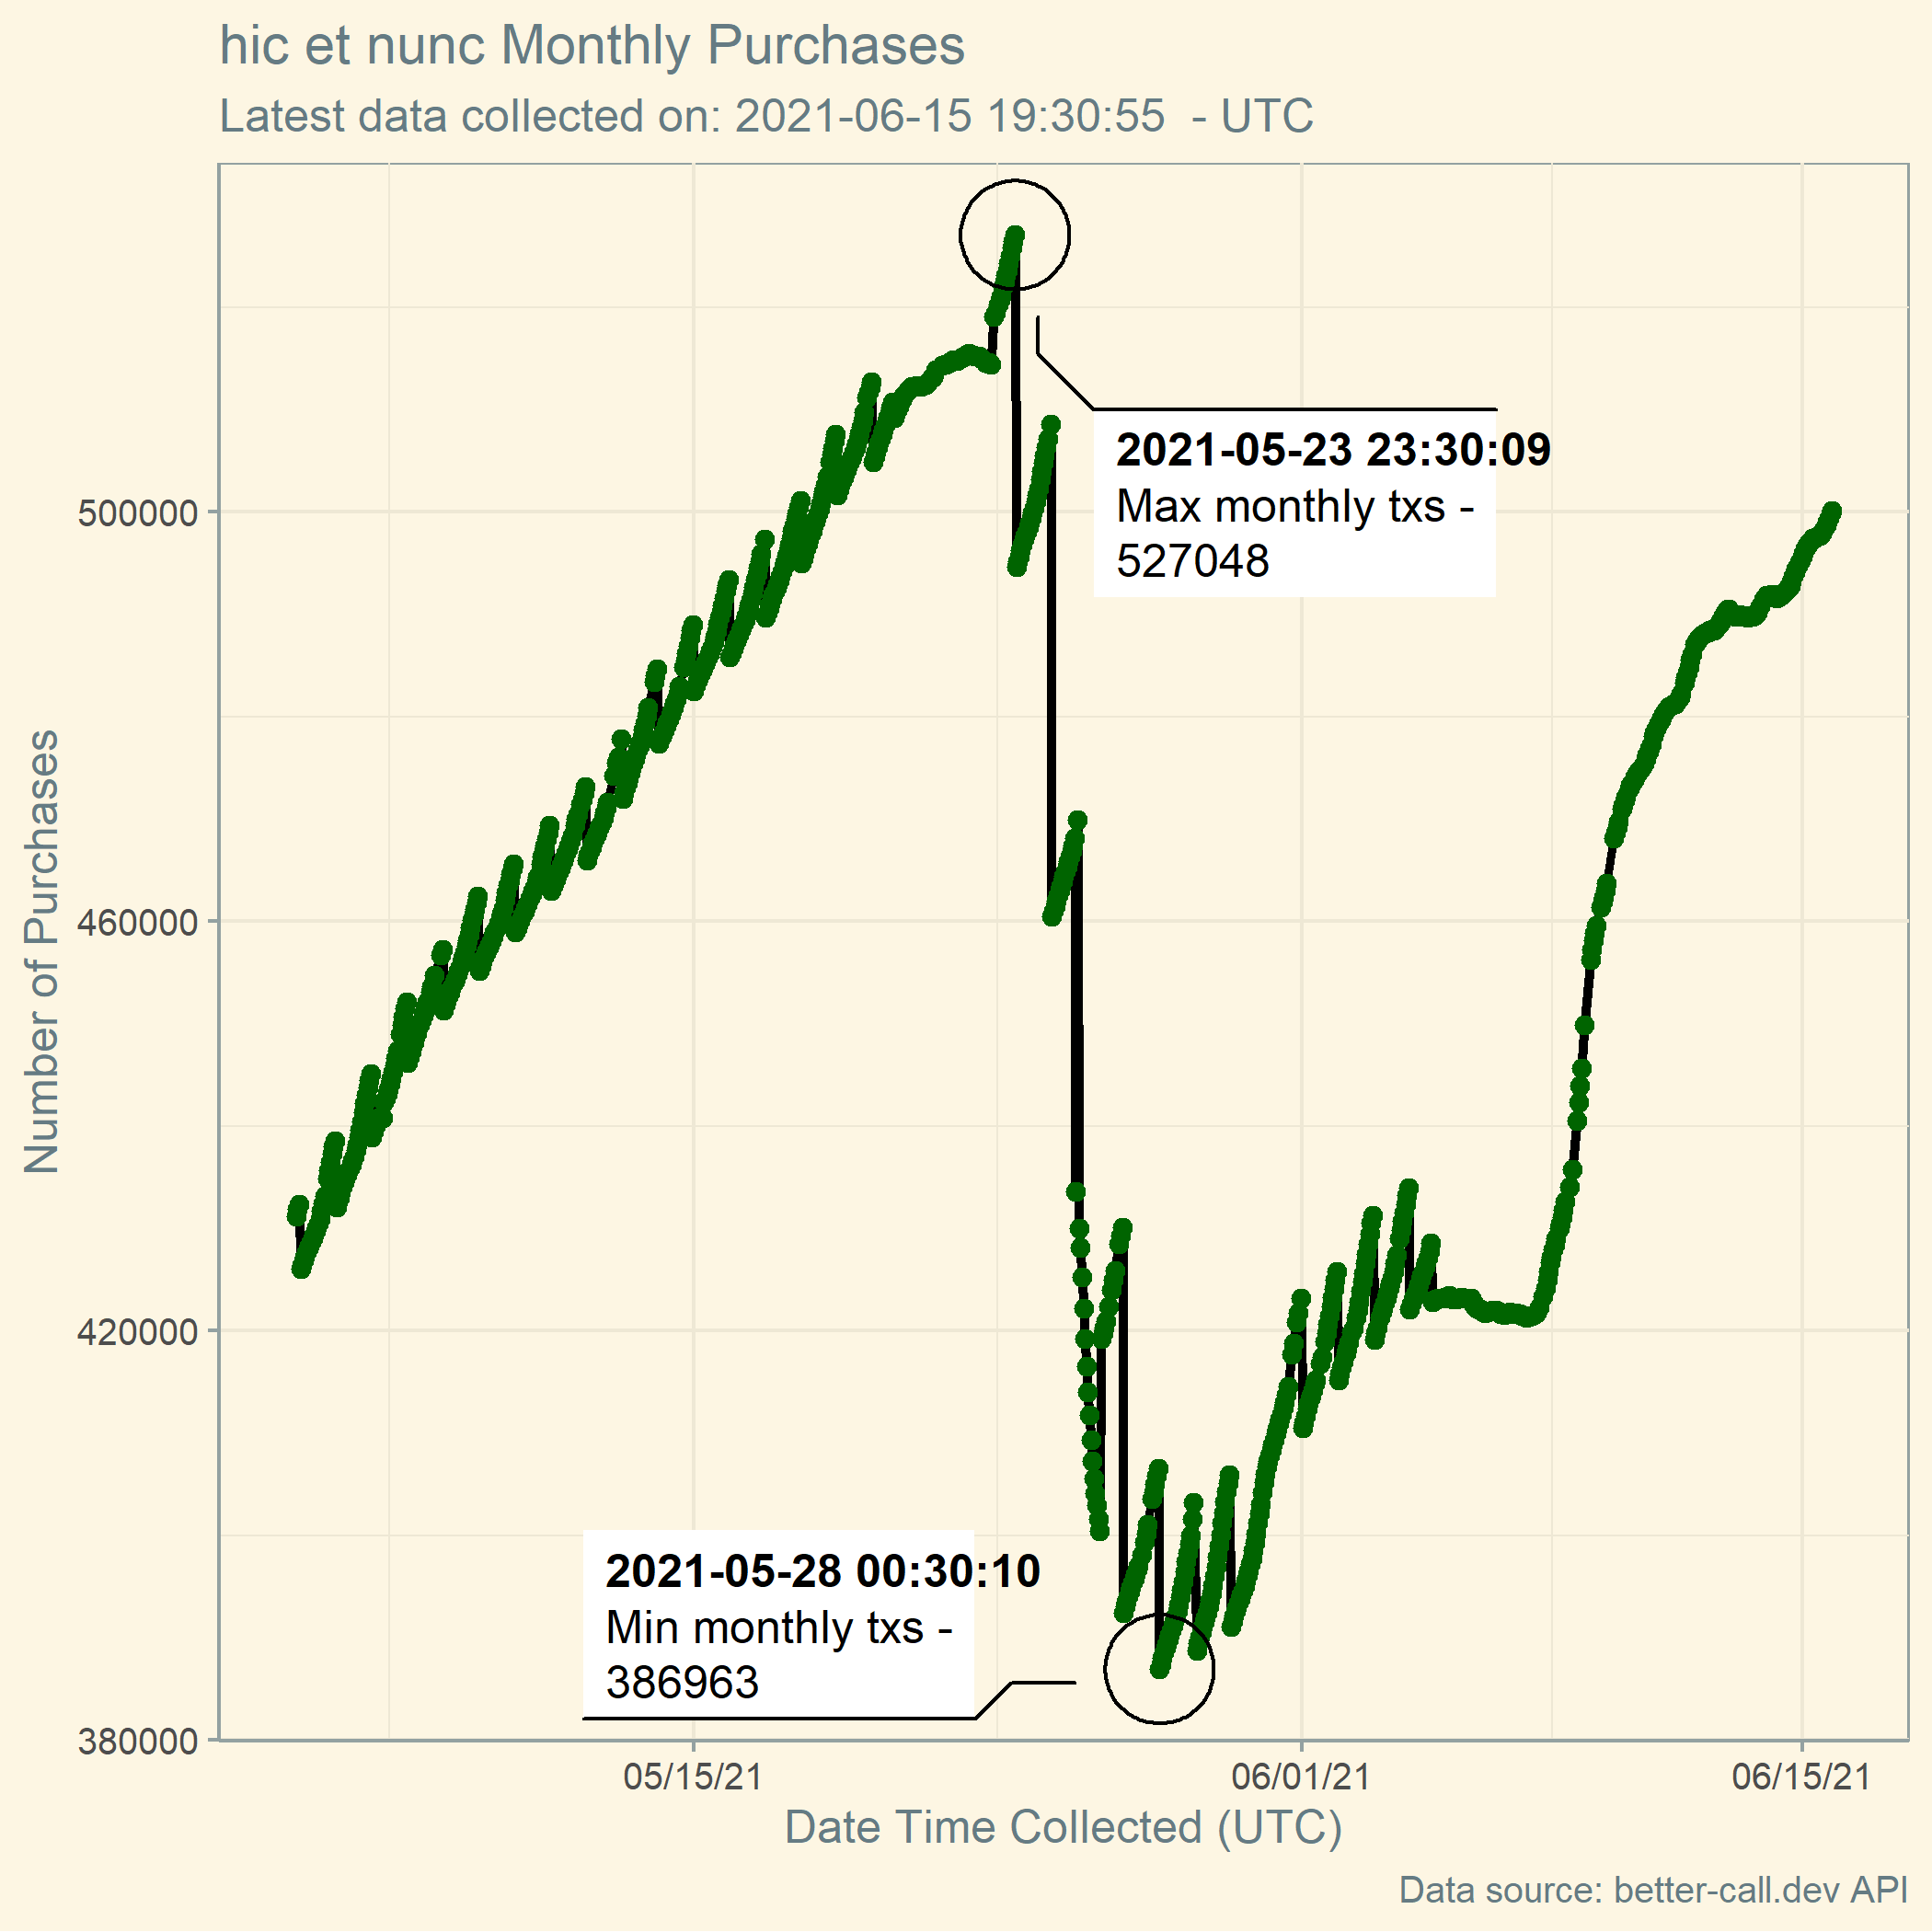 hic et nunc Monthly Purchases
Latest data collected on: 2021-06-15 19:30:55  - UTC
Number of Purchases
500000
460000
420000
380000
2021-05-23 23:30:09
Max monthly txs -
527048
2021-05-28 00:30:10
Min monthly txs -
386963
05/15/21
06/01/21
06/15/21
Date Time Collected (UTC)
Data source: better-call.dev API